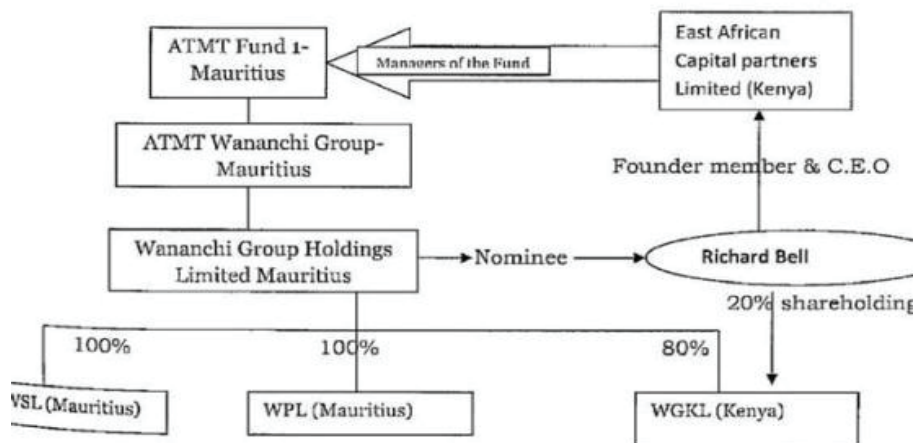 ATMT Fund 1-
Mauritius
Managers of the Fund
East African
Capital partners
Limited (Kenya)
ATMT Wananchi Group-
Mauritius
Founder member & C.E.O
Wananchi Group Holdings
Limited Mauritius
Nominee
Richard Bell
20% shareholding
100%
100%
80%
WSL (Mauritius)
WPL (Mauritius)
WGKL (Kenya)